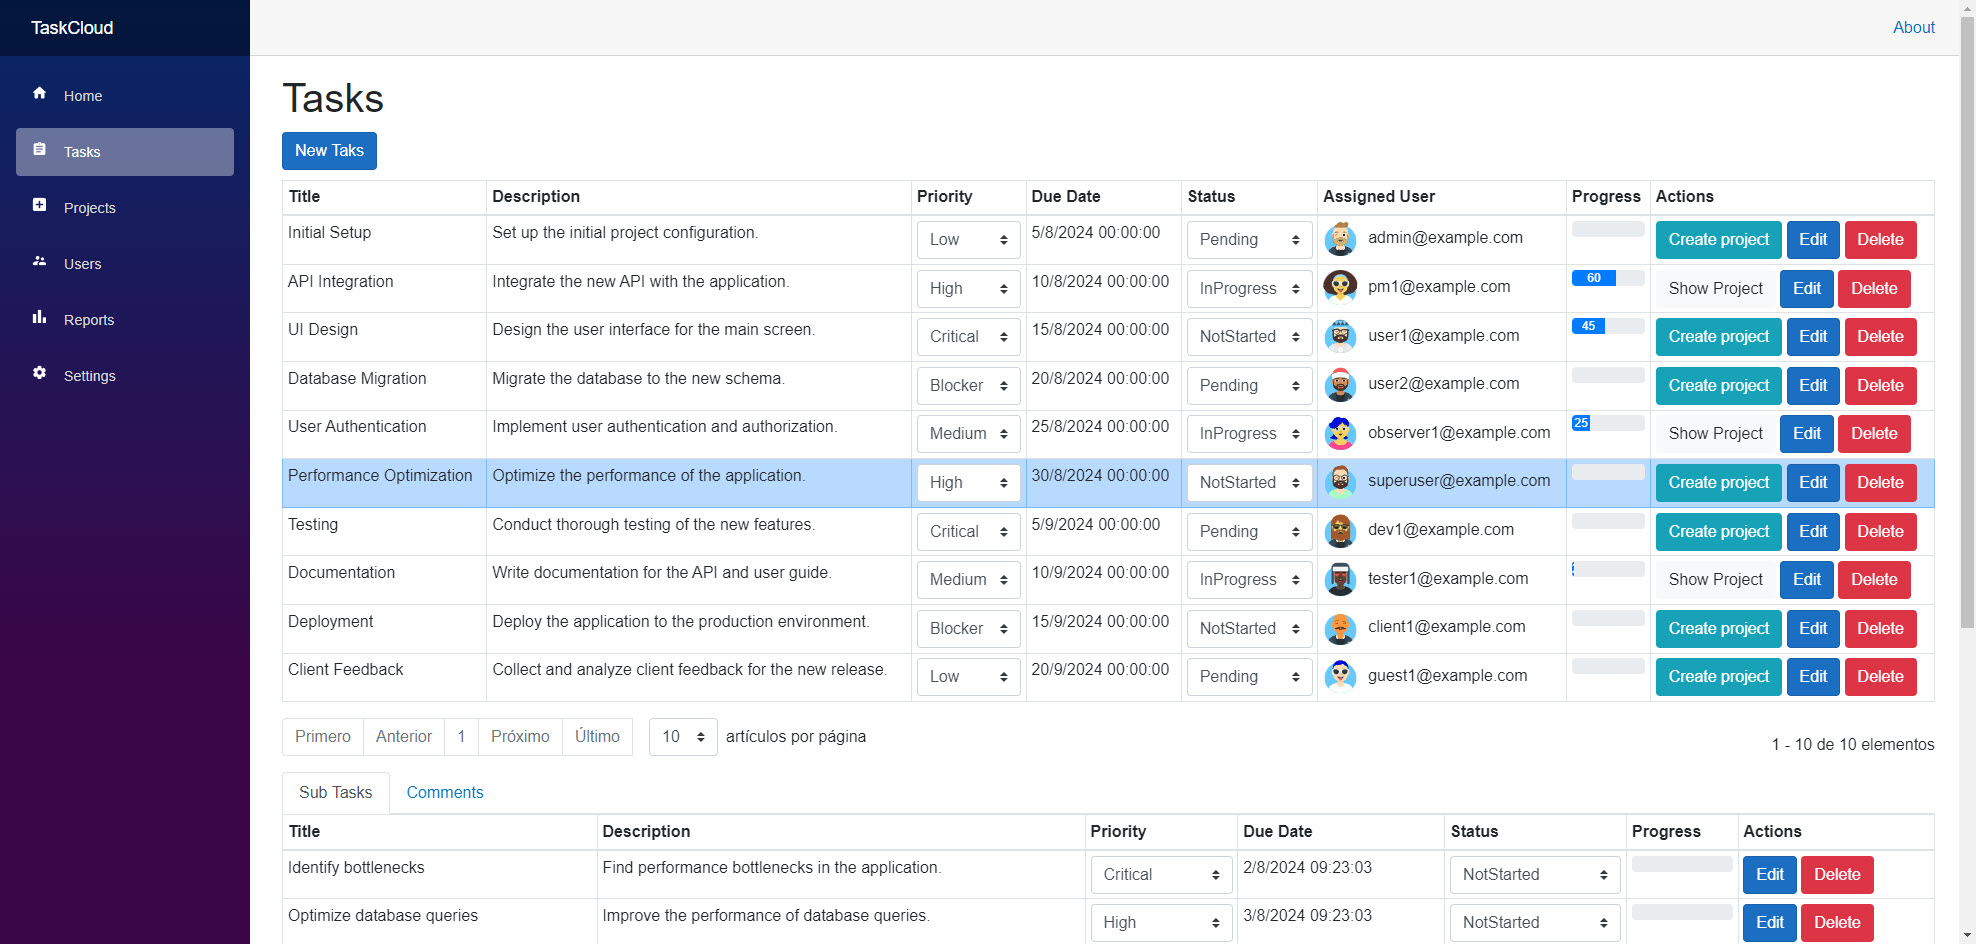 TaskCloud
About
Home
Tasks
Projects
Users
Reports
Settings
Tasks
New Taks
Title Description Priority Due Date Status Assigned User Progress Actions
Initial Setup Set up the initial project configuration. Low 5/8/2024 00:00:00 Pending admin@example.com Create project Edit Delete
API Integration Integrate the new API with the application. High 10/8/2024 00:00:00 InProgress pm1@example.com 60 Show Project Edit Delete
UI Design Design the user interface for the main screen. Critical 15/8/2024 00:00:00 NotStarted user1@example.com 45 Create project Edit Delete
Database Migration Migrate the database to the new schema. Blocker 20/8/2024 00:00:00 Pending user2@example.com Create project Edit Delete
User Authentication Implement user authentication and authorization. Medium 25/8/2024 00:00:00 InProgress observer1@example.com 25 Show Project Edit Delete
Performance Optimization Optimize the performance of the application. High 30/8/2024 00:00:00 NotStarted superuser@example.com Create project Edit Delete
Testing Conduct thorough testing of the new features. Critical 5/9/2024 00:00:00 Pending dev1@example.com Create project Edit Delete
Documentation Write documentation for the API and user guide. Medium 10/9/2024 00:00:00 InProgress tester1@example.com Show Project Edit Delete
Deployment Deploy the application to the production environment. Blocker 15/9/2024 00:00:00 NotStarted client1@example.com Create project Edit Delete
Client Feedback Collect and analyze client feedback for the new release. Low 20/9/2024 00:00:00 Pending guest1@example.com Create project Edit Delete
Primero Anterior 1 Próximo Último 10 artículos por página
1 - 10 de 10 elementos
Sub Tasks Comments
Title Description Priority Due Date Status Progress Actions
Identify bottlenecks Find performance bottlenecks in the application. Critical 2/8/2024 09:23:03 NotStarted Edit Delete
Optimize database queries Improve the performance of database queries. High 3/8/2024 09:23:03 NotStarted Edit Delete